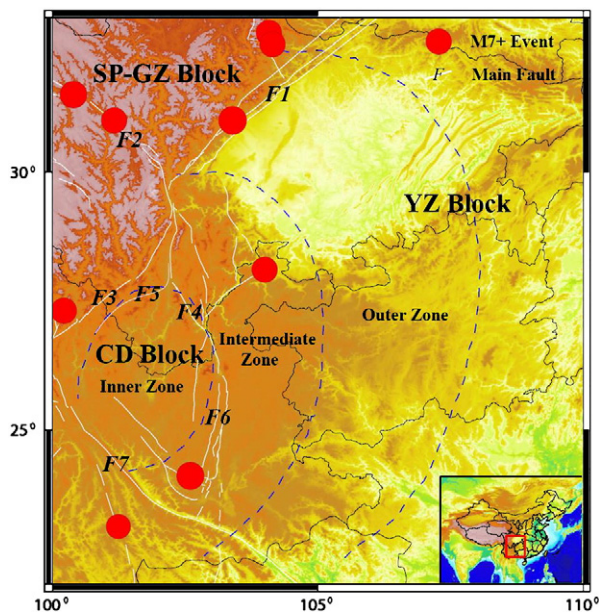 M7+ Event
F
Main Fault
SP-GZ Block
F1
F2
30°
YZ Block
F3
F5
F4
Outer Zone
Intermediate
Zone
CD Block
Inner Zone
25°
F6
F7
100°
105°
110°